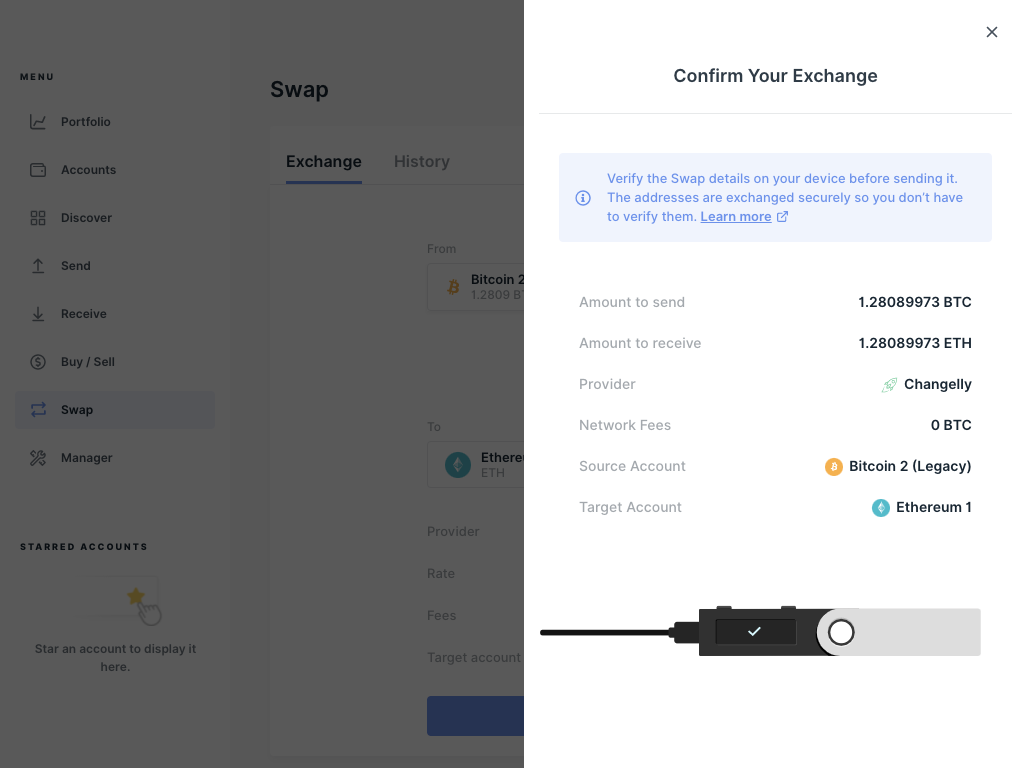 MENU
Portfolio
Accounts
Discover
Send
Receive
Buy / Sell
Swap
Manager
STARRED ACCOUNTS
Star an account to display it
here.
Swap
Exchange
History
From
Bitcoin 2
1.2809 BT
To
Ethere
ETH
Provider
Rate
Fees
Target account
Confirm Your Exchange
Verify the Swap details on your device before sending it.
The addresses are exchanged securely so you don't have
to verify them. Learn more
Amount to send 1.28089973 BTC
Amount to receive 1.28089973 ETH
Provider Changelly
Network Fees 0 BTC
Source Account Bitcoin 2 (Legacy)
Target Account Ethereum 1